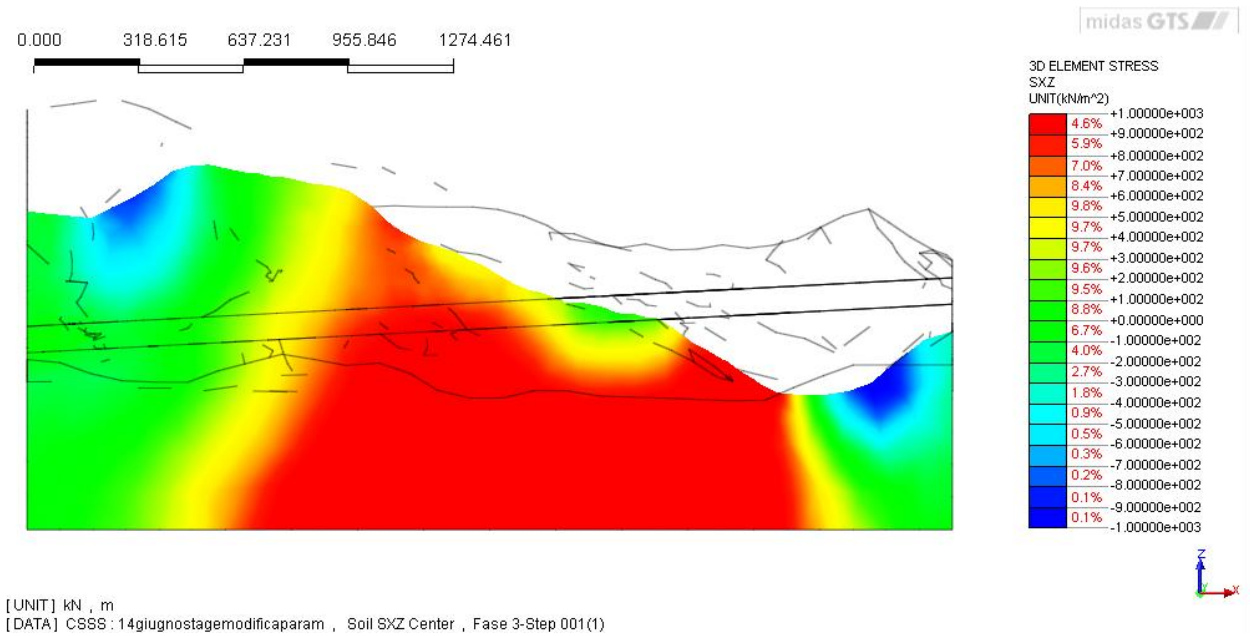 midas GTS
0.000 318.615 637.231 955.846 1274.461
3D ELEMENT STRESS
SXZ
UNIT(kN/m^2)
+1.00000e+003
4.6%
+9.00000e+002
5.9%
+8.00000e+002
7.0%
+7.00000e+002
8.4%
+6.00000e+002
9.8%
+5.00000e+002
9.7%
+4.00000e+002
9.7%
+3.00000e+002
9.6%
+2.00000e+002
9.5%
+1.00000e+002
8.8%
+0.00000e+000
6.7%
-1.00000e+002
4.0%
-2.00000e+002
2.7%
-3.00000e+002
1.8%
-4.00000e+002
0.9%
-5.00000e+002
0.5%
-6.00000e+002
0.3%
-7.00000e+002
0.2%
-8.00000e+002
0.1%
-9.00000e+002
0.1%
-1.00000e+003
Z
Y
X
[UNIT] kN , m
[DATA] CSSS : 14giugnostagemodificaparam , Soil SXZ Center , Fase 3-Step 001(1)